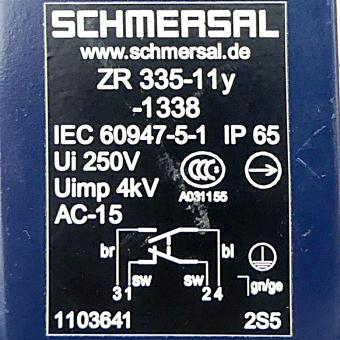 SCHMERSAL
www.schmersal.de
ZR 335-11y
-1338
IEC 60947-5-1 IP 65
Ui 250V
Uimp 4kV
CCC
A031155
AC-15
br bl
sw sw
31 24 gn/ge
1103641 2S5